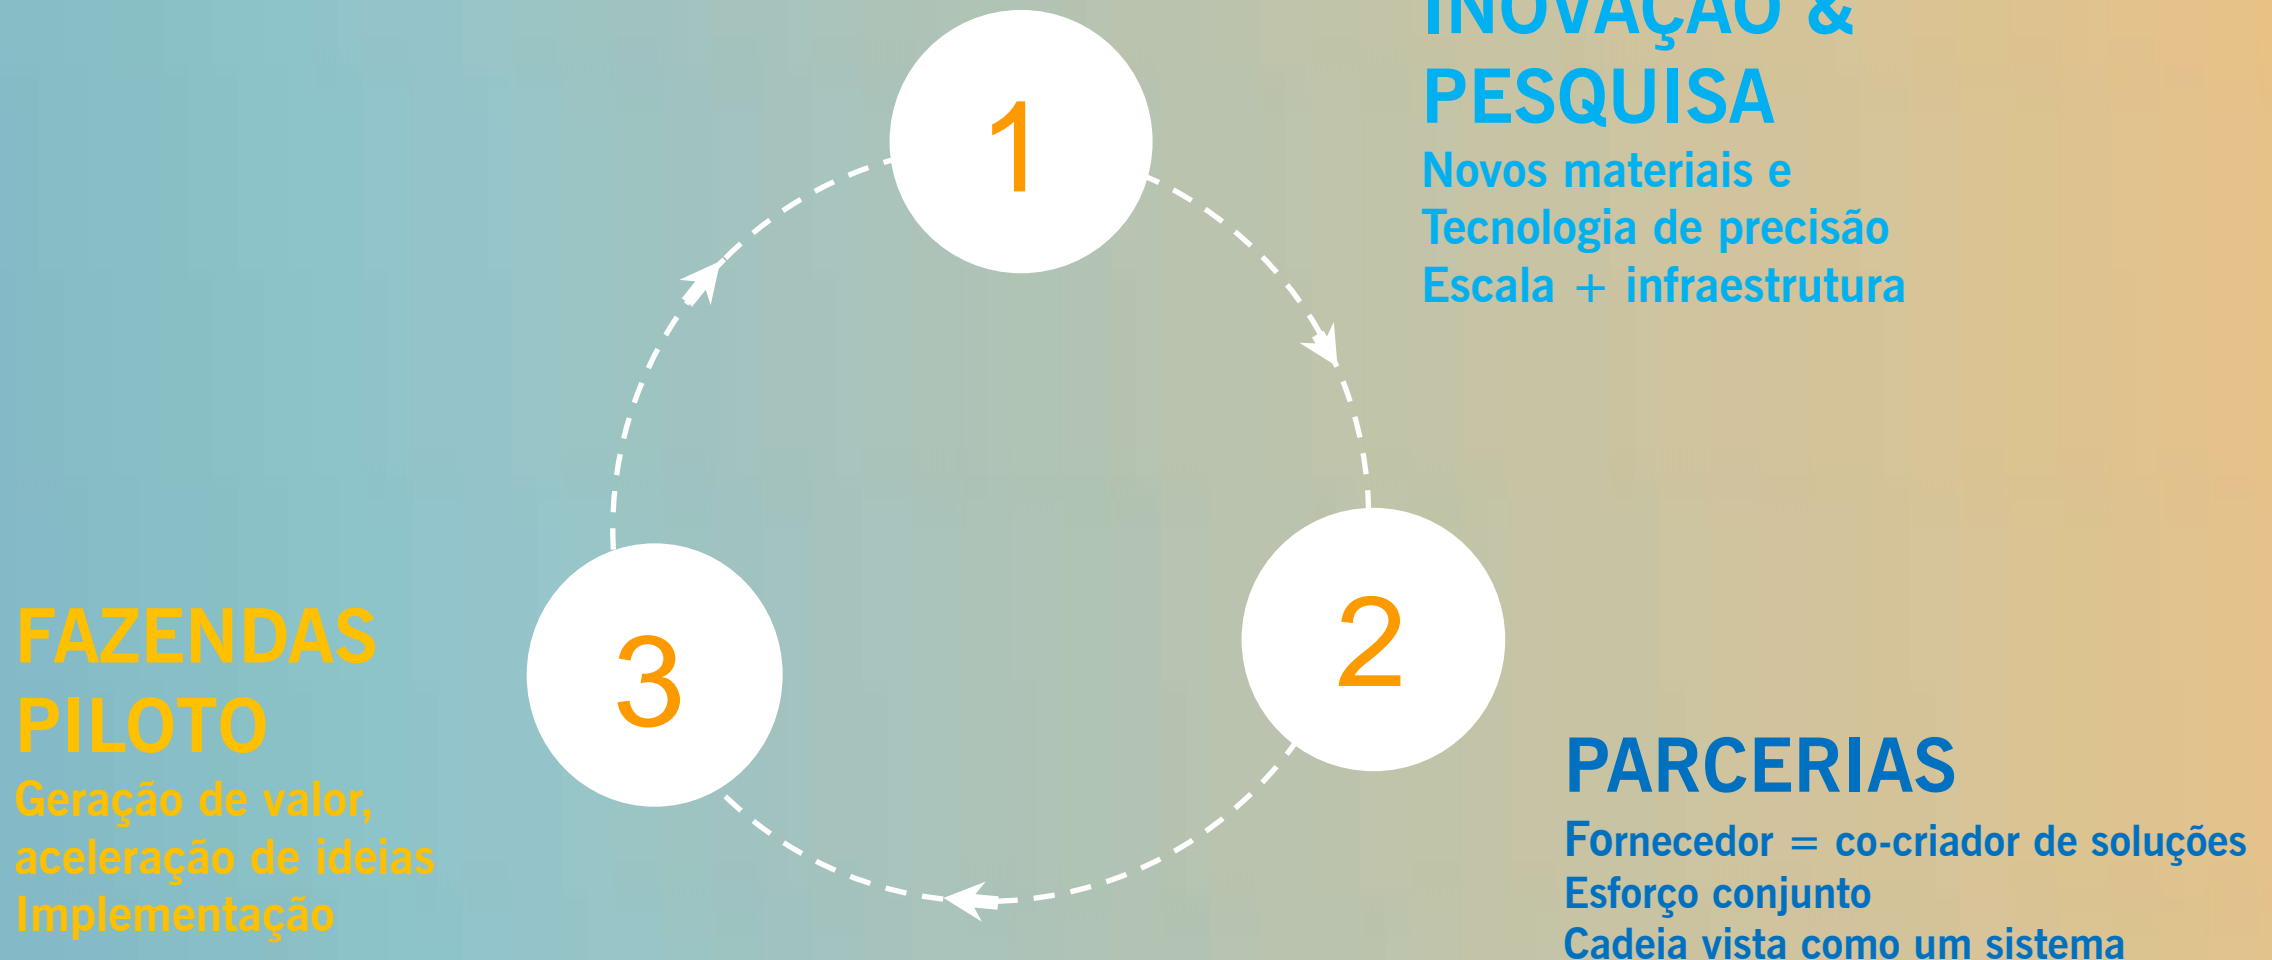 INOVAÇÃO &
PESQUISA
Novos materiais e
Tecnologia de precisão
Escala + infraestrutura
1
2
3
FAZENDAS
PILOTO
Geração de valor,
aceleração de ideias
Implementação
PARCERIAS
Fornecedor = co-criador de soluções
Esforço conjunto
Cadeia vista como um sistema